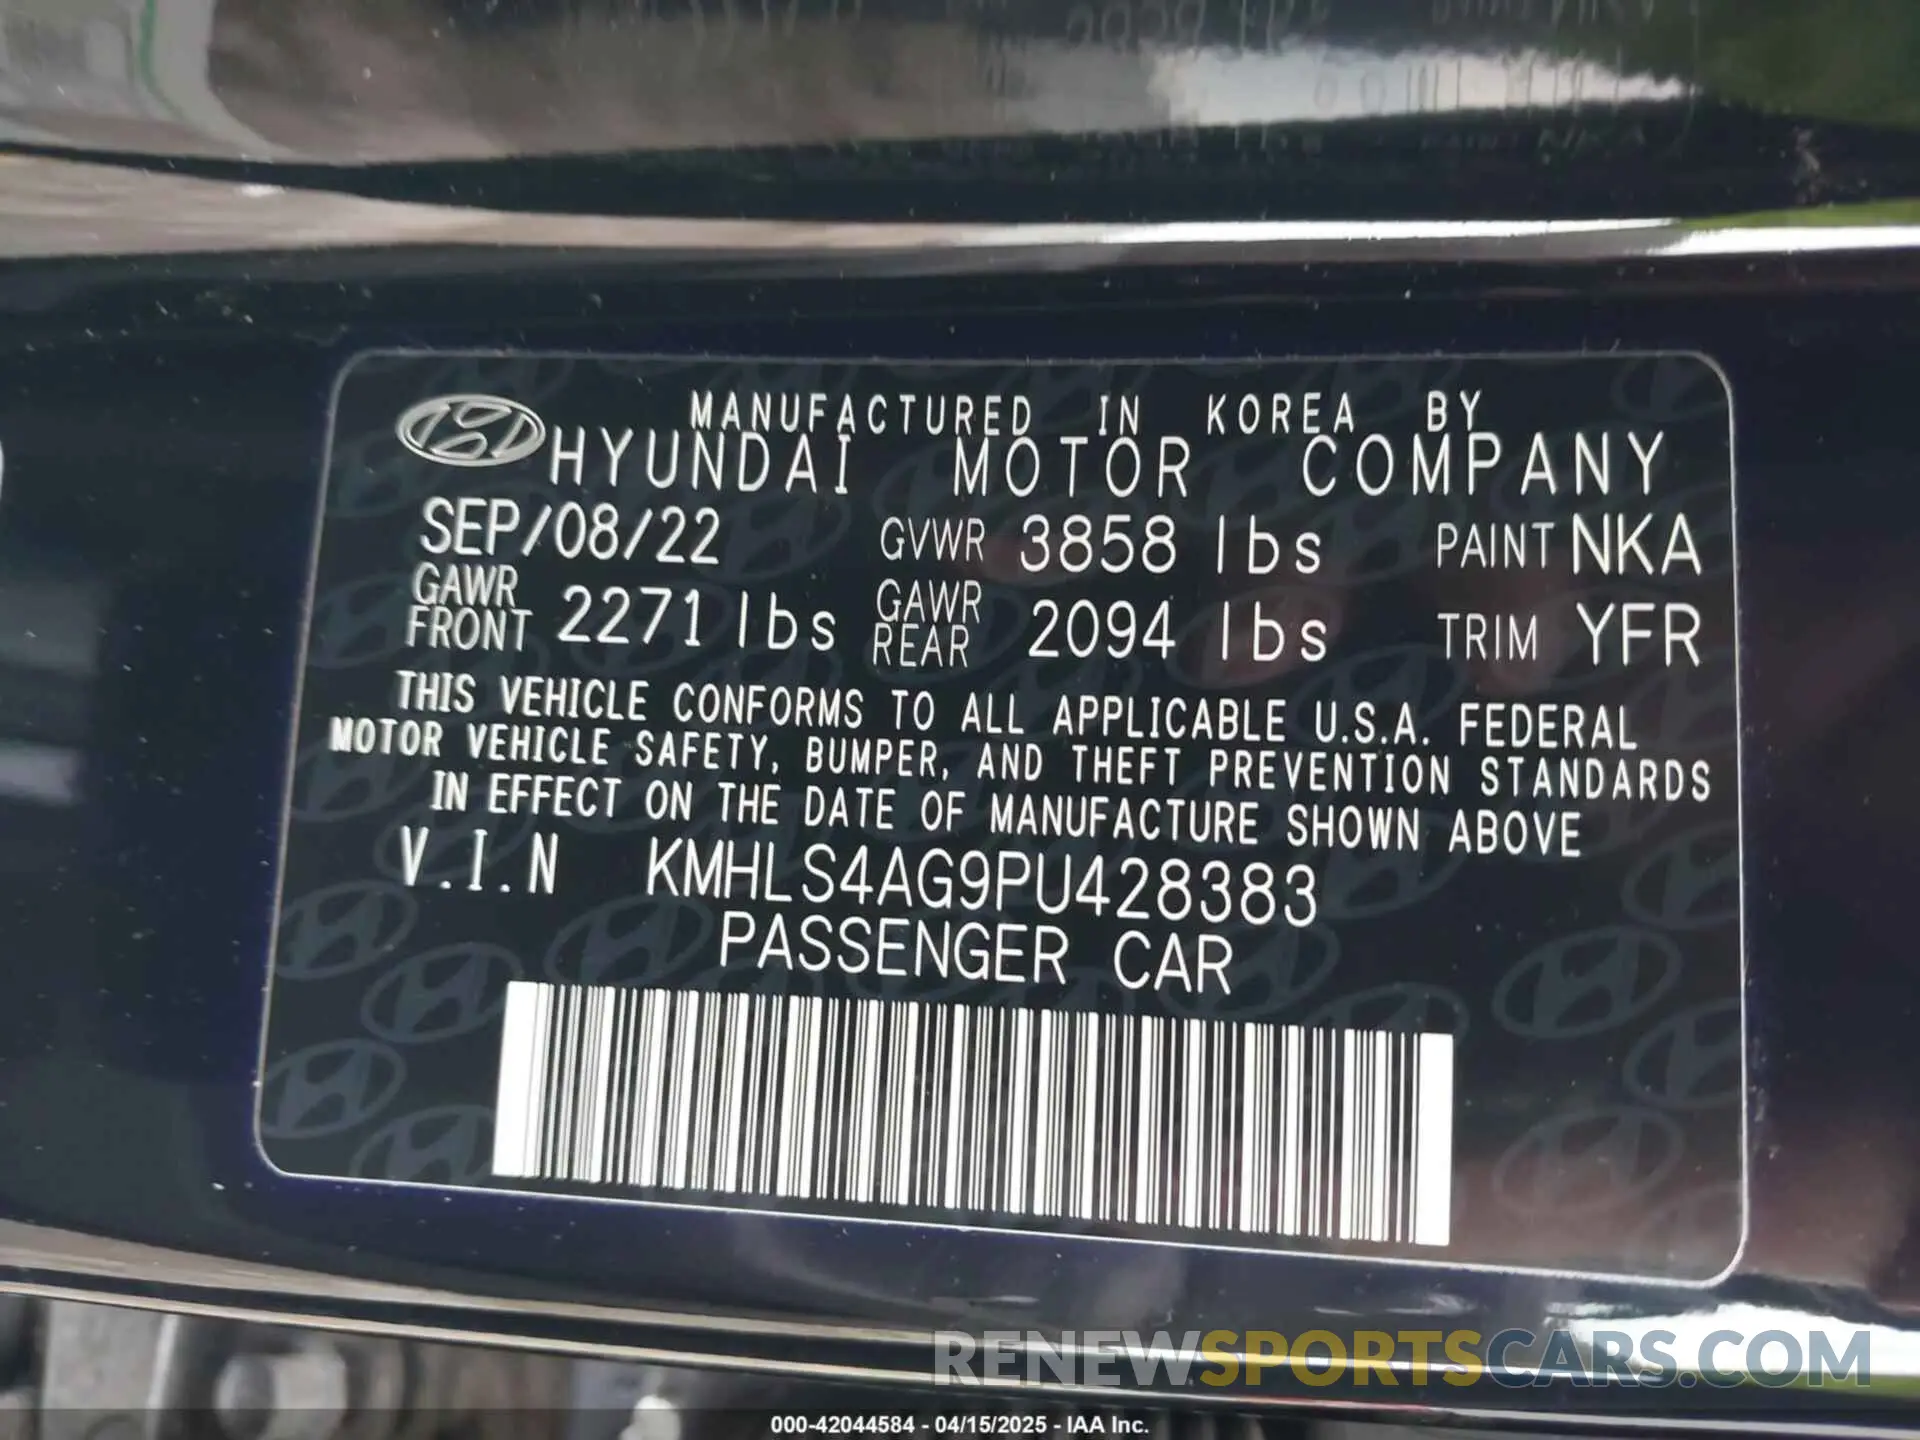 MANUFACTURED IN KOREA BY
HYUNDAI MOTOR COMPANY
SEP/08/22 GVWR 3858 lbs PAINT NKA
GAWR FRONT 2271 lbs GAWR REAR 2094 lbs TRIM YFR
THIS VEHICLE CONFORMS TO ALL APPLICABLE U.S.A. FEDERAL
MOTOR VEHICLE SAFETY, BUMPER, AND THEFT PREVENTION STANDARDS
IN EFFECT ON THE DATE OF MANUFACTURE SHOWN ABOVE
V.I.N KMHLS4AG9PU428383
PASSENGER CAR
RENEWSPORTSCARS.COM
000-42044584 - 04/15/2025 - IAA Inc.